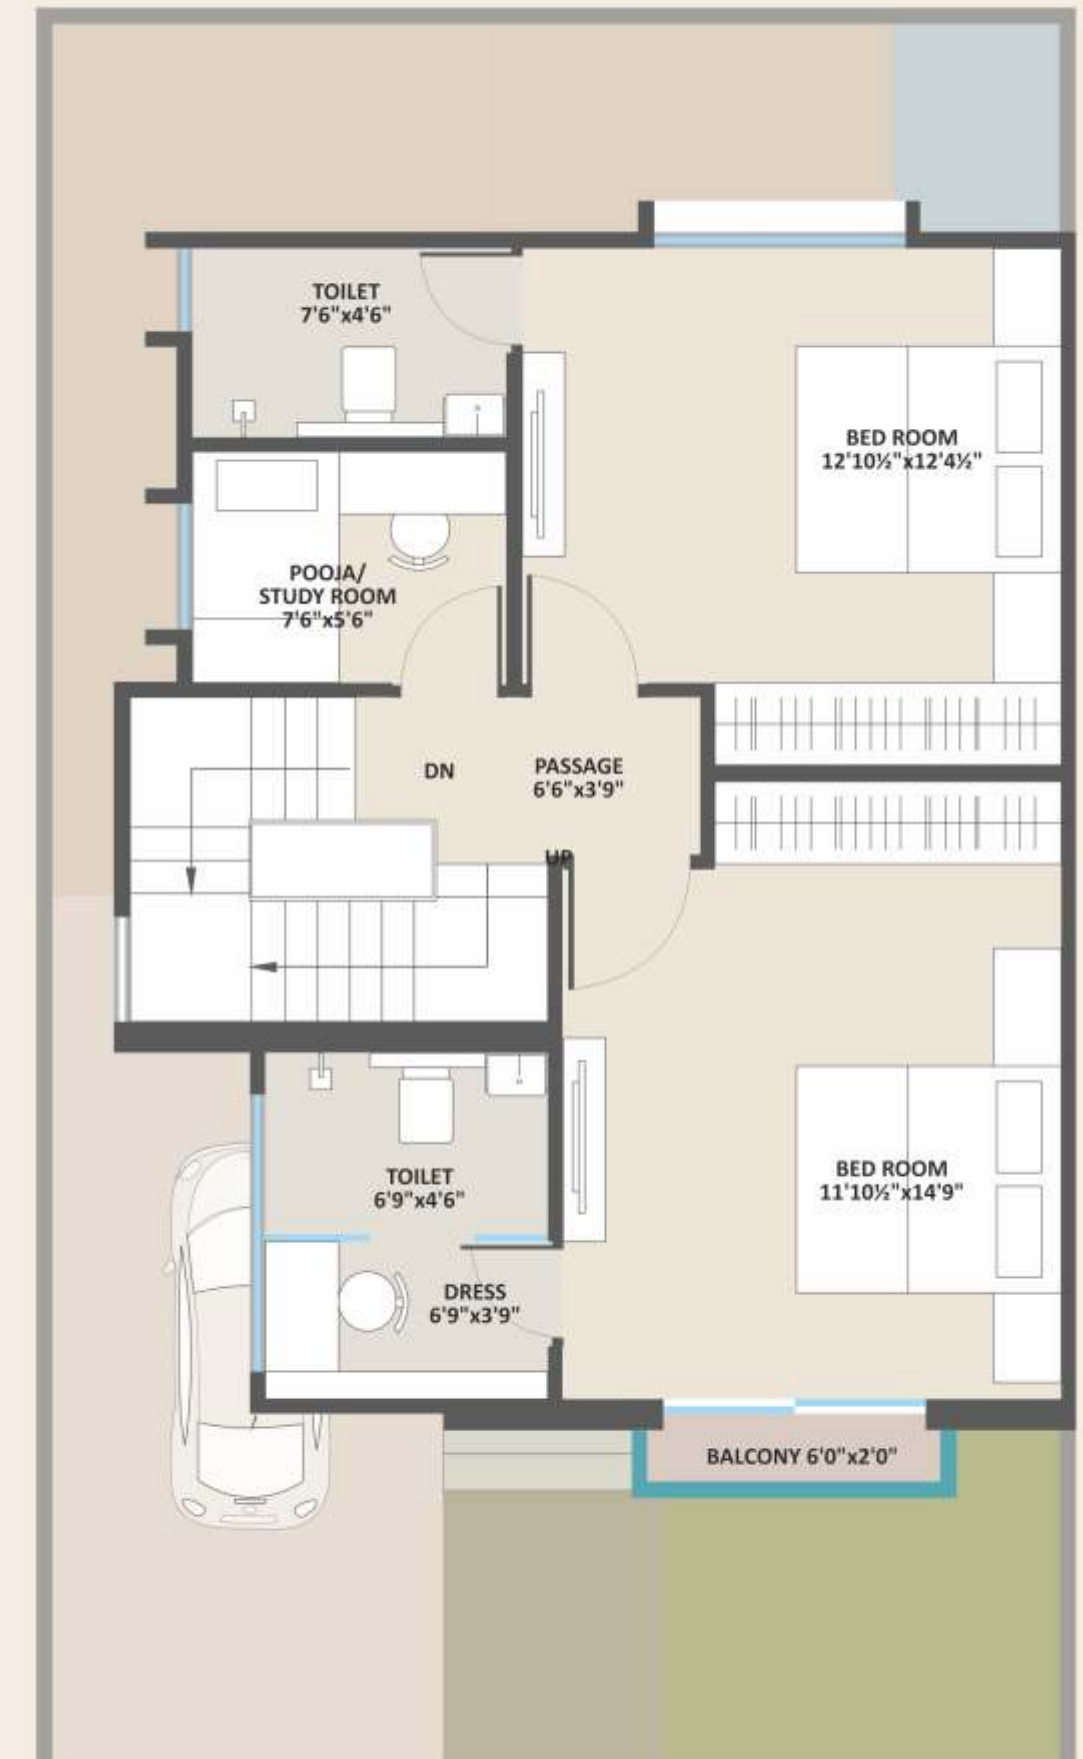 TOILET
7'6"x4'6"
BED ROOM
12'10½"x12'4½"
POOJA/
STUDY ROOM
7'6"x5'6"
DN
PASSAGE
6'6"x3'9"
UP
TOILET
6'9"x4'6"
BED ROOM
11'10½"x14'9"
DRESS
6'9"x3'9"
BALCONY 6'0"x2'0"